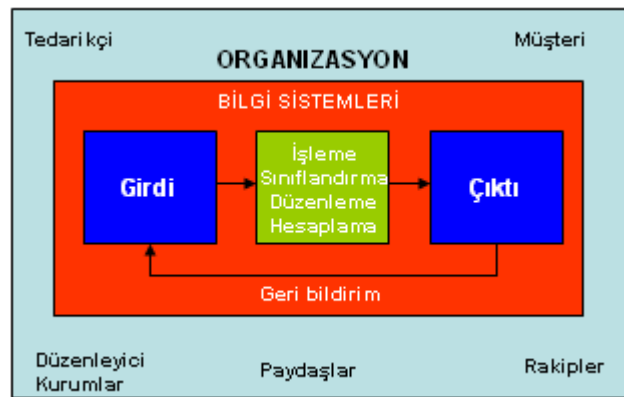 Tedarikçi
Müşteri
ORGANIZASYON
BİLGİ SİSTEMLERİ
Girdi
İşleme
Sınıflandırma
Düzenleme
Hesaplama
Çıktı
Geri bildirim
Düzenleyici
Kurumlar
Paydaşlar
Rakipler